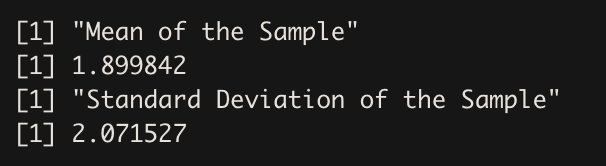 [1] "Mean of the Sample"
[1] 1.899842
[1] "Standard Deviation of the Sample"
[1] 2.071527